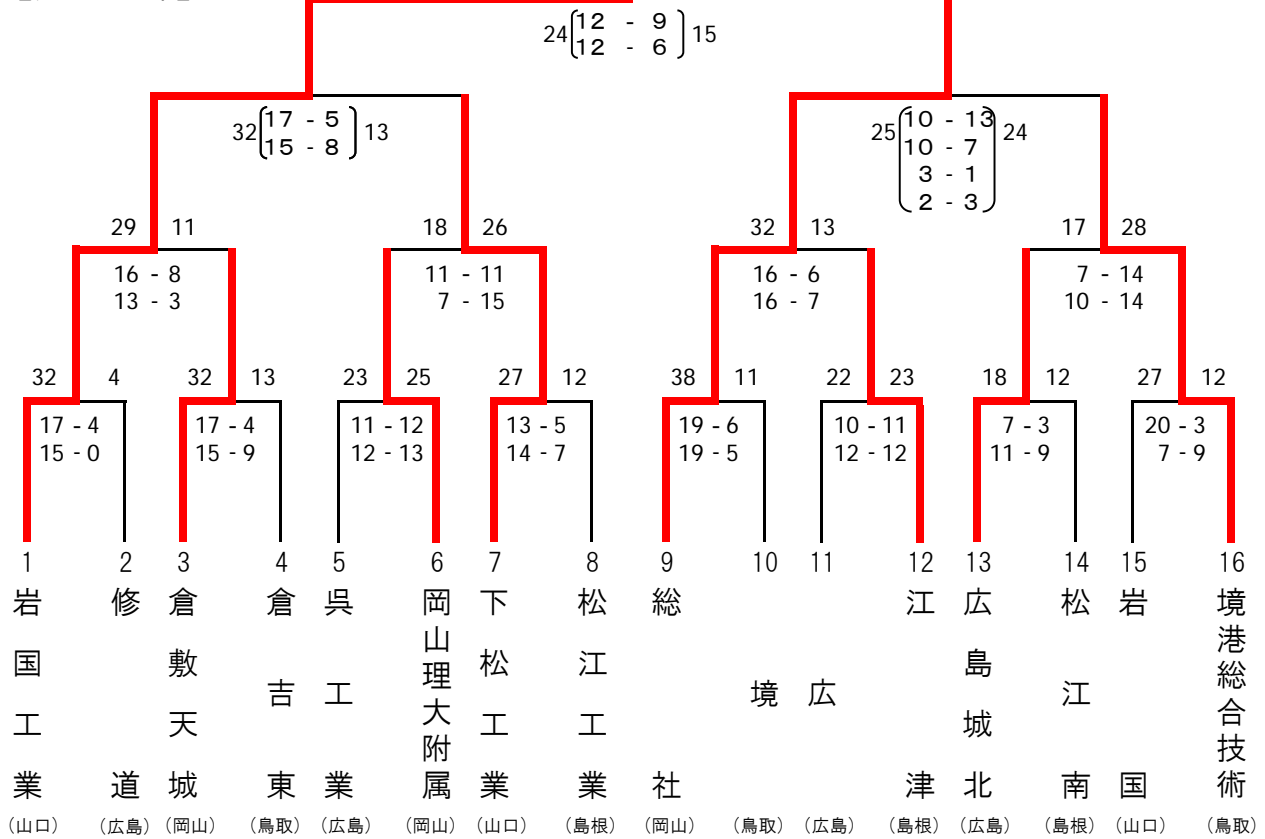 24 12 - 9 15
12 - 6
32 17 - 5 13
15 - 8
25 10 - 13 24
10 - 7
3 - 1
2 - 3
29 11 18 26 32 13 17 28
16 - 8 11 - 11 16 - 6 7 - 14
13 - 3 7 - 15 16 - 7 10 - 14
32 4 32 13 23 25 27 12 38 11 22 23 18 12 27 12
17 - 4 17 - 4 11 - 12 13 - 5 19 - 6 10 - 11 7 - 3 20 - 3
15 - 0 15 - 9 12 - 13 14 - 7 19 - 5 12 - 12 11 - 9 7 - 9
1 2 3 4 5 6 7 8 9 10 11 12 13 14 15 16
岩国工業
修道
倉敷天城
倉吉東
呉工業
岡山理大附属
下松工業
松江工業
総社
境
広
江津
広島城北
松江南
岩国
境港総合技術
(山口) (広島) (岡山) (鳥取) (広島) (岡山) (山口) (島根) (岡山) (鳥取) (広島) (島根) (広島) (島根) (山口) (鳥取)